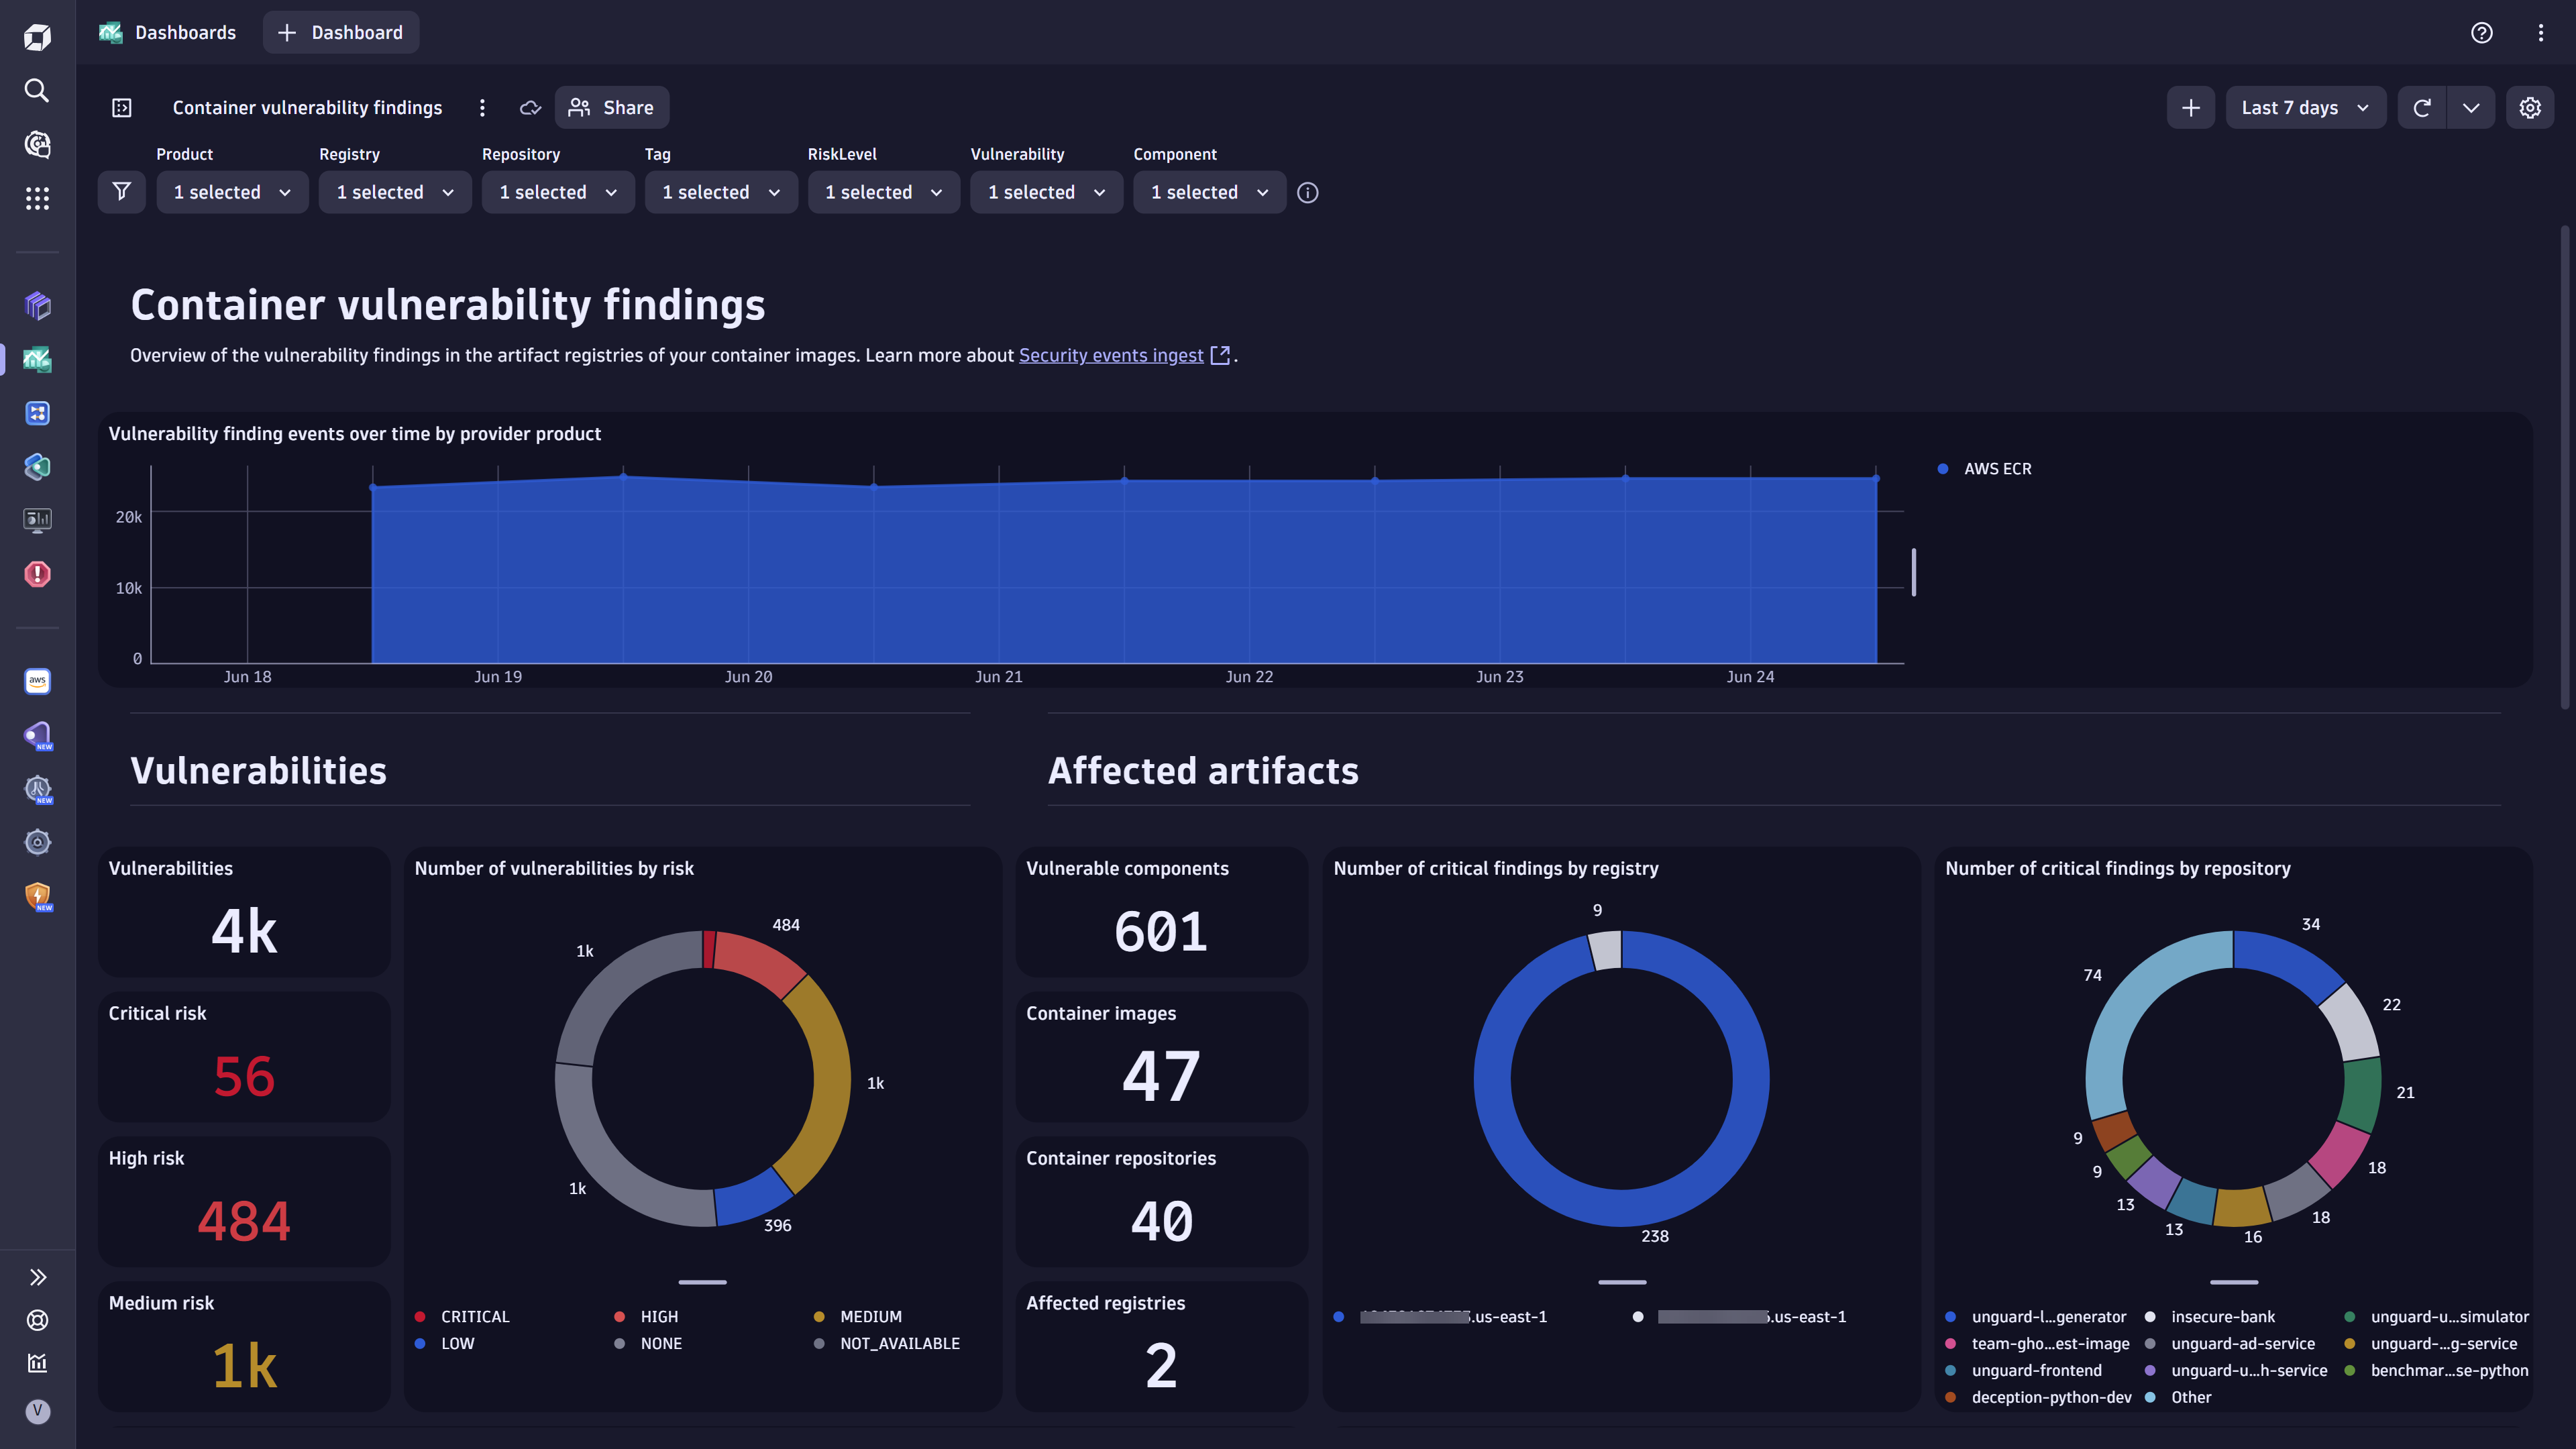 Dashboards
Dashboard
Container vulnerability findings
Share
Last 7 days
Product
Registry
Repository
Tag
RiskLevel
Vulnerability
Component
1 selected
1 selected
1 selected
1 selected
1 selected
1 selected
1 selected
Container vulnerability findings
Overview of the vulnerability findings in the artifact registries of your container images. Learn more about Security events ingest.
Vulnerability finding events over time by provider product
AWS ECR
20k
10k
0
Jun 18
Jun 19
Jun 20
Jun 21
Jun 22
Jun 23
Jun 24
aws
NEW
NEW
NEW
V
Vulnerabilities
Affected artifacts
Vulnerabilities
4k
Critical risk
56
High risk
484
Medium risk
1k
Number of vulnerabilities by risk
484
1k
1k
1k
396
CRITICAL
HIGH
MEDIUM
LOW
NONE
NOT_AVAILABLE
Vulnerable components
601
Container images
47
Container repositories
40
Affected registries
2
Number of critical findings by registry
9
238
.us-east-1
.us-east-1
Number of critical findings by repository
34
74
22
21
9
18
9
13
18
13
16
unguard-l...generator
insecure-bank
unguard-u...simulator
team-gho...est-image
unguard-ad-service
unguard-...g-service
unguard-frontend
unguard-u...h-service
benchmar...se-python
deception-python-dev
Other